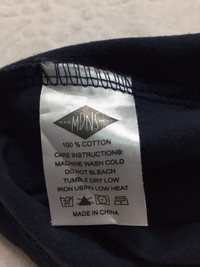 MDNS
100 % COTTON
CARE INSTRUCTIONS:
MACHINE WASH COLD
DO NOT BLEACH
TUMBLE DRY LOW
IRON USING LOW HEAT
MADE IN CHINA